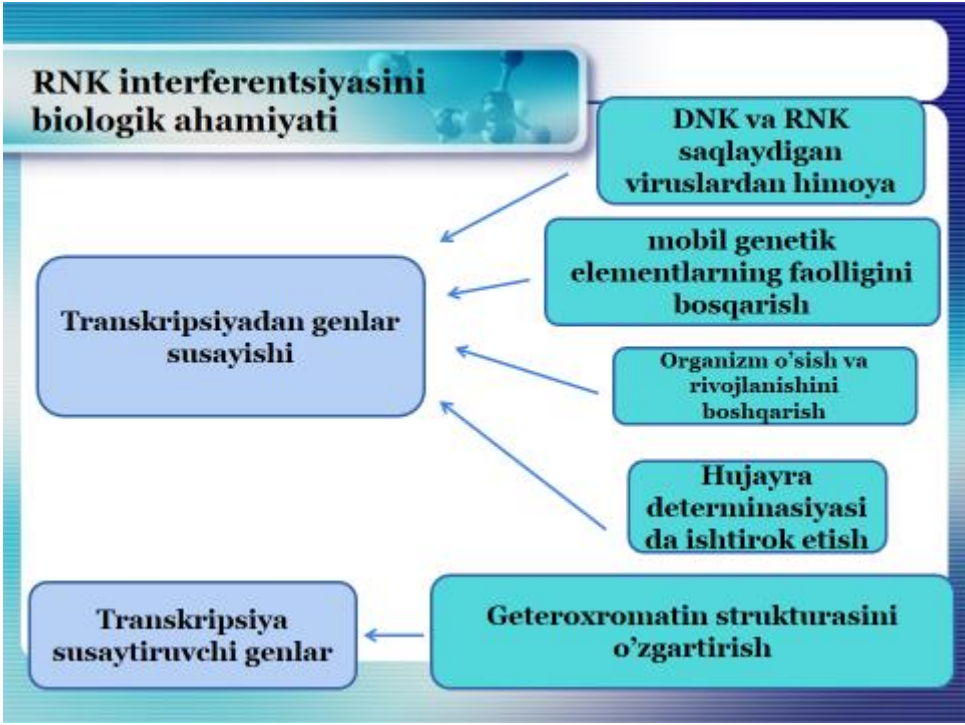 RNK interferentsiyasini
biologik ahamiyati
DNK va RNK
saqlaydigan
viruslardan himoya
mobil genetik
elementlarning faolligini
bosqarish
Transkripsiyadan genlar
susayishi
Organizm o’sish va
rivojlanishini
boshqarish
Hujayra
determinasiyasi
da ishtirok etish
Transkripsiya
susaytiruvchi genlar
Geteroxromatin strukturasini
o’zgartirish